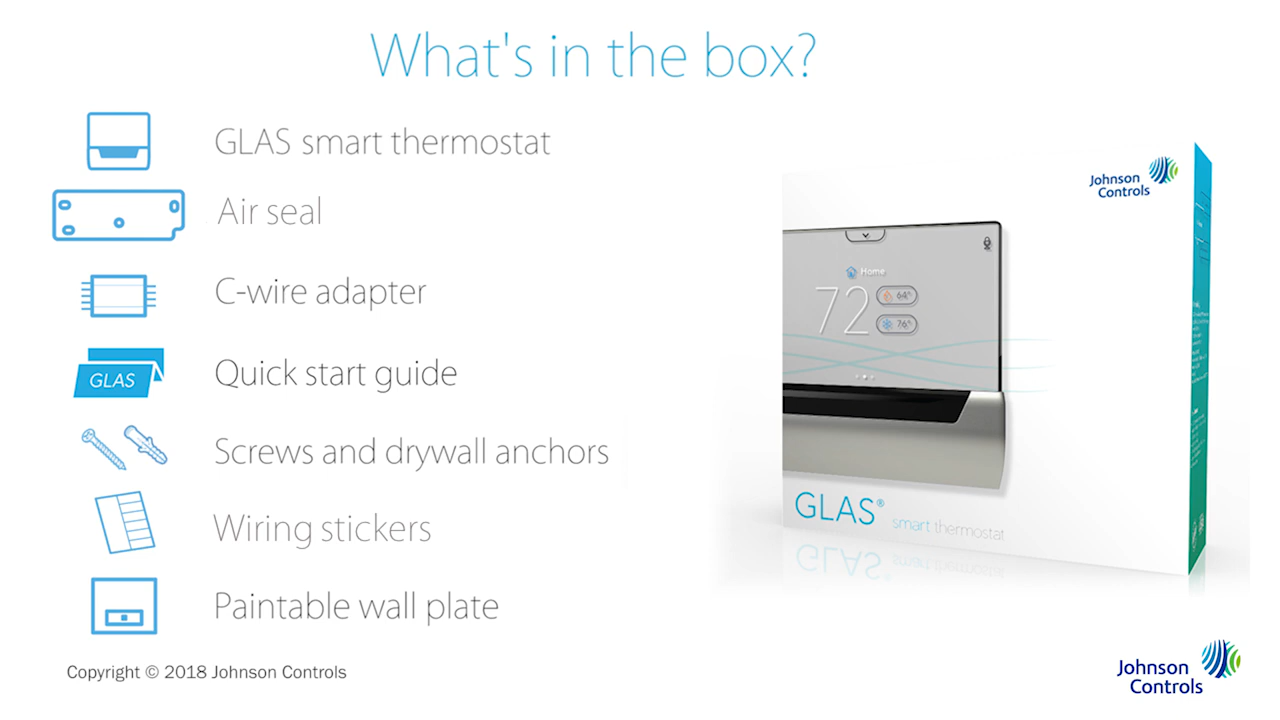 What's in the box?
GLAS smart thermostat
Air seal
C-wire adapter
GLAS
Quick start guide
Screws and drywall anchors
Wiring stickers
Paintable wall plate
Copyright © 2018 Johnson Controls
Johnson
Controls
Home
72
64°
76°
GLAS® smart thermostat
Johnson
Controls